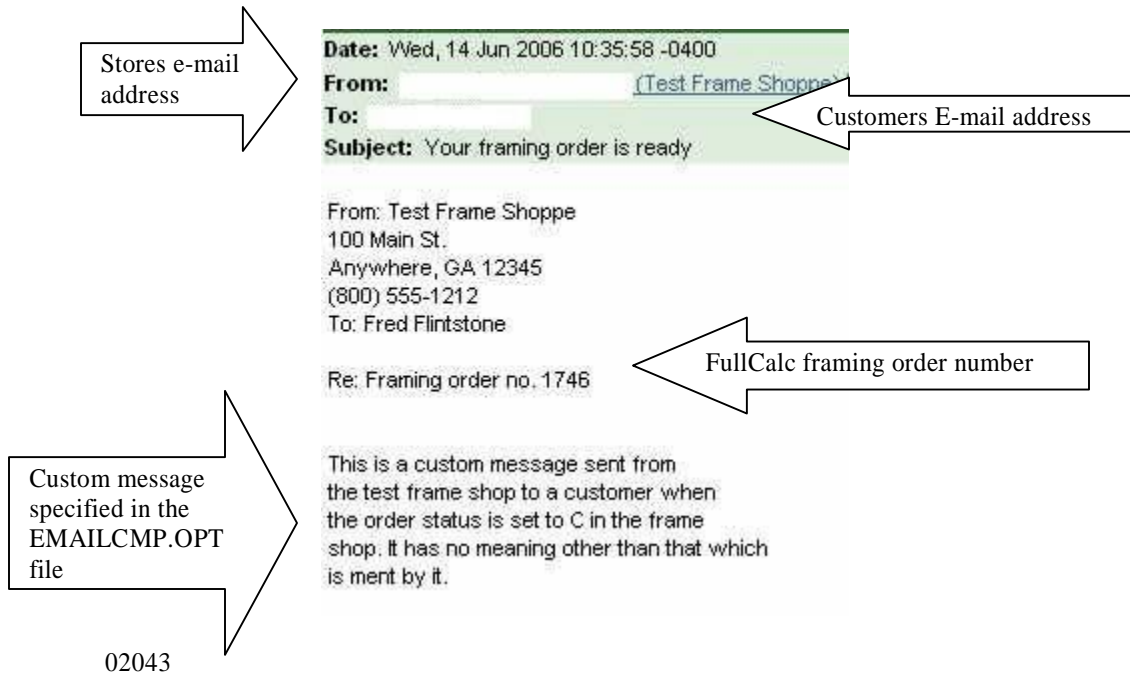 Stores e-mail
address
Date: Wed, 14 Jun 2006 10:35:58 -0400
From: (Test Frame Shoppe)
To:
Customers E-mail address
Subject: Your framing order is ready
From: Test Frame Shoppe
100 Main St.
Anywhere, GA 12345
(800) 555-1212
To: Fred Flintstone
FullCalc framing order number
Re: Framing order no. 1746
Custom message
specified in the
EMAILCMP.OPT
file
This is a custom message sent from
the test frame shop to a customer when
the order status is set to C in the frame
shop. It has no meaning other than that which
is ment by it.
02043